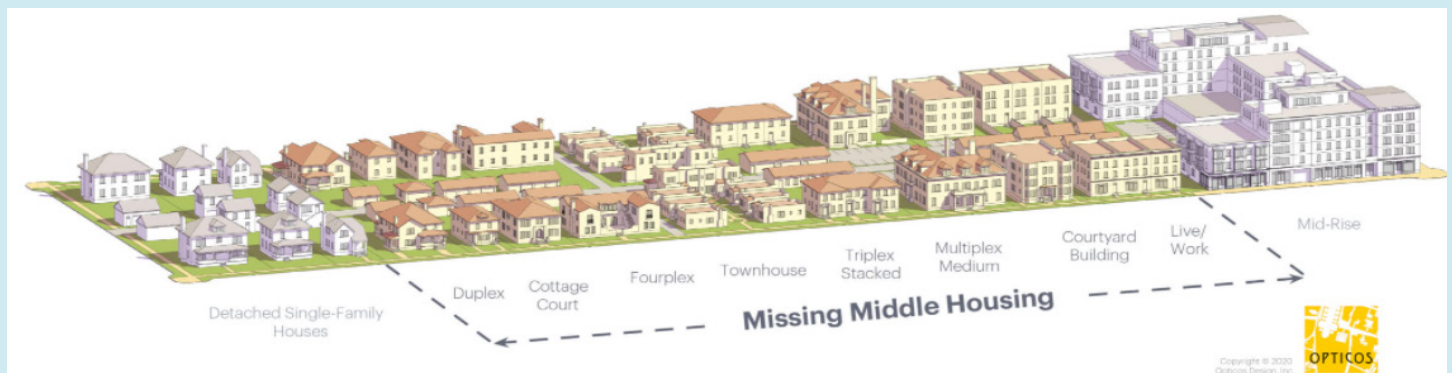 Detached Single-Family
Houses
Duplex
Cottage
Court
Fourplex
Townhouse
Triplex
Stacked
Multiplex
Medium
Courtyard
Building
Live/
Work
Mid-Rise
Missing Middle Housing
Copyright © 2020
Opticos Design, Inc.
OPTICOS